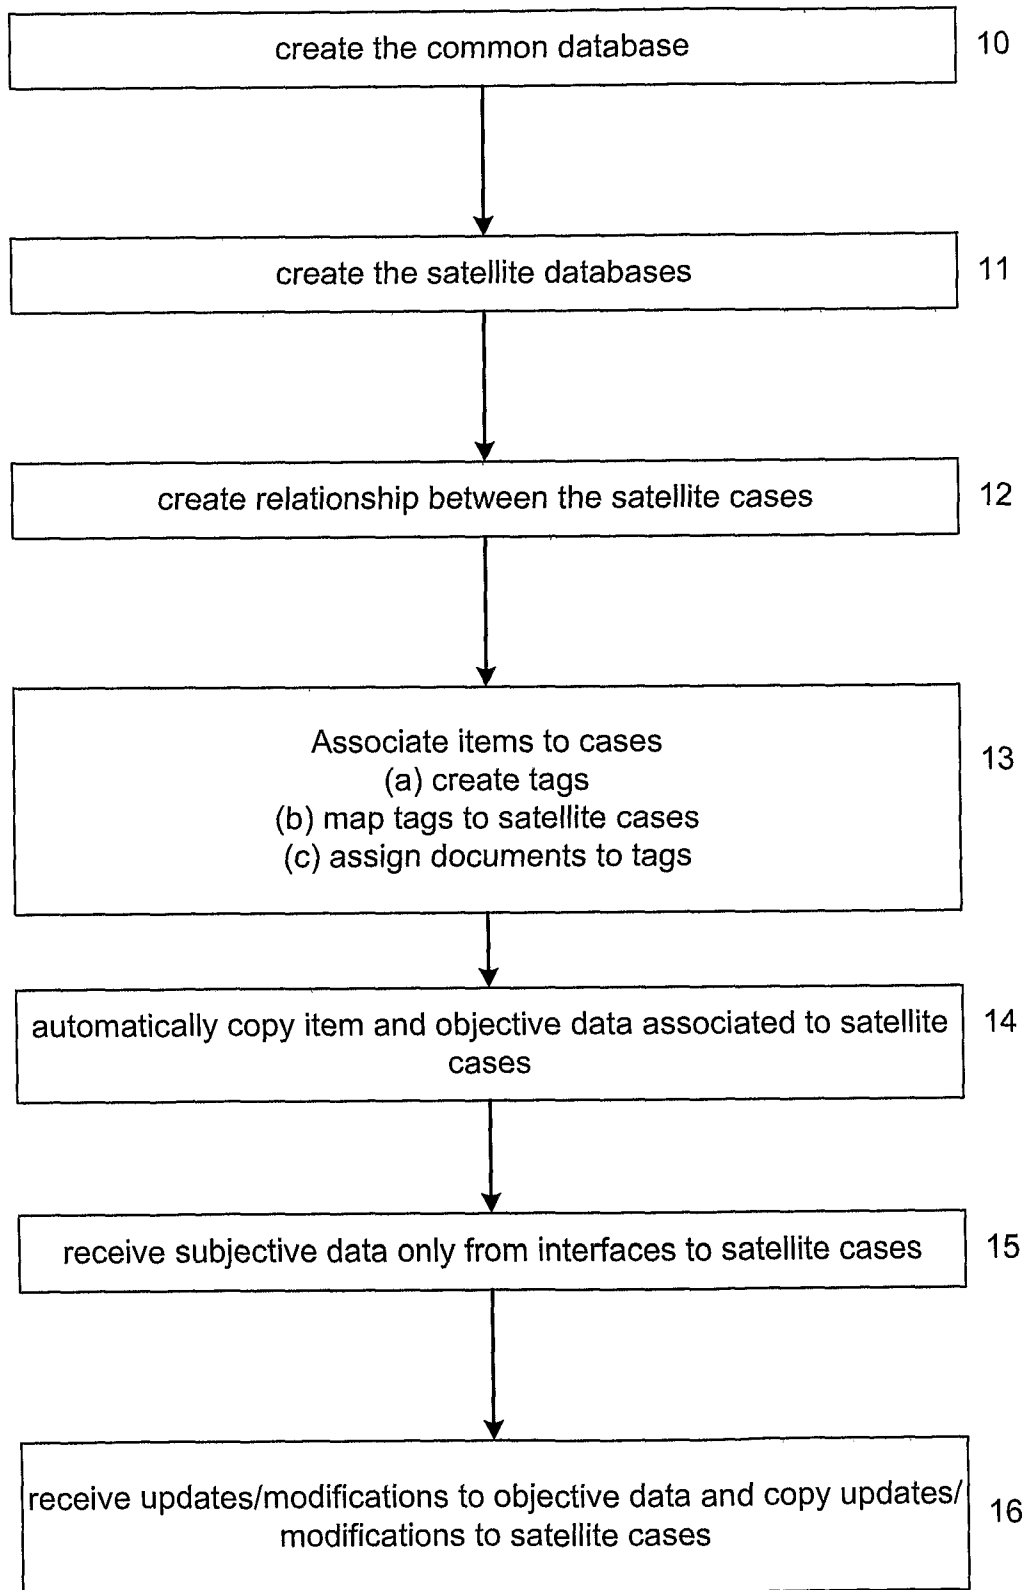 create the common database 10
create the satellite databases 11
create relationship between the satellite cases 12
Associate items to cases 13
(a) create tags
(b) map tags to satellite cases
(c) assign documents to tags
automatically copy item and objective data associated to satellite 14
cases
receive subjective data only from interfaces to satellite cases 15
receive updates/modifications to objective data and copy updates/ 16
modifications to satellite cases